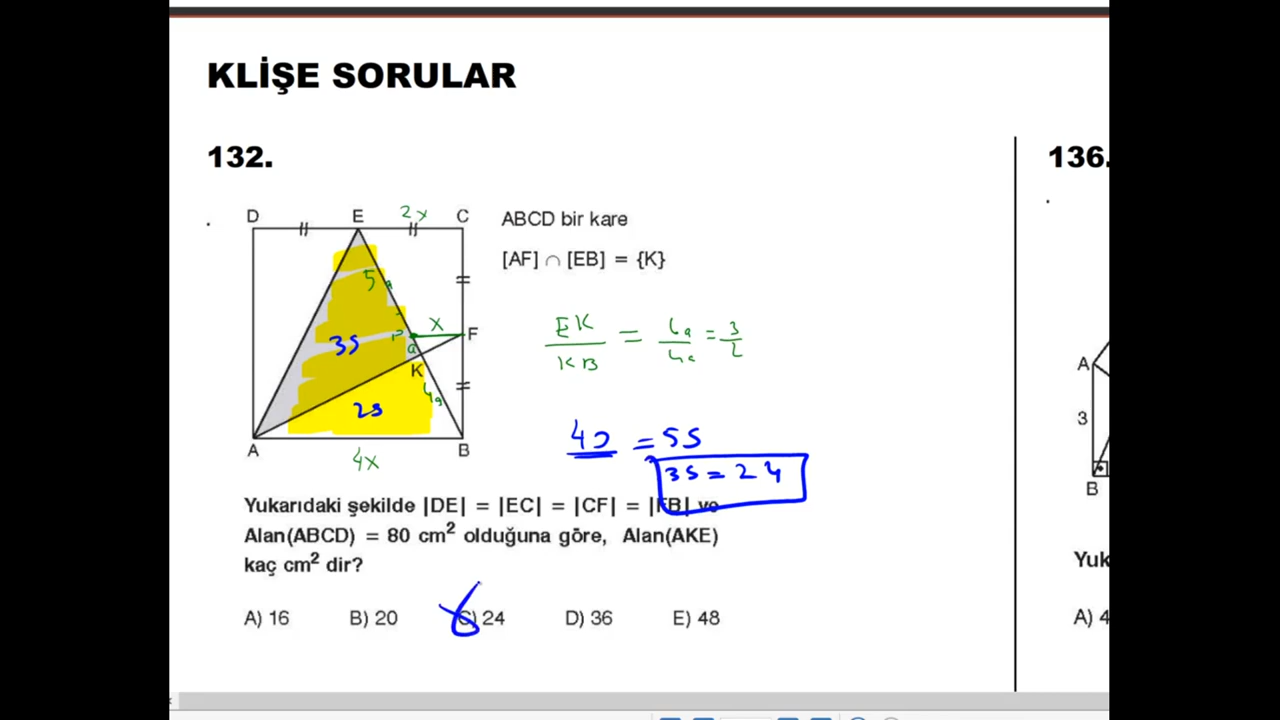 KLİŞE SORULAR
132.
136.
D E 2x C
ABCD bir kare
[AF] ∩ [EB] = {K}
5a
x
F
a
K
3S
4a
2S
A B
4x
EK / KB = 6a / 4a = 3 / 2
40 = 5S
3S = 24
Yukarıdaki şekilde |DE| = |EC| = |CF| = |FB| ve
Alan(ABCD) = 80 cm² olduğuna göre, Alan(AKE)
kaç cm² dir?
A) 16 B) 20 C) 24 D) 36 E) 48
A
3
B
Yuk
A) 4